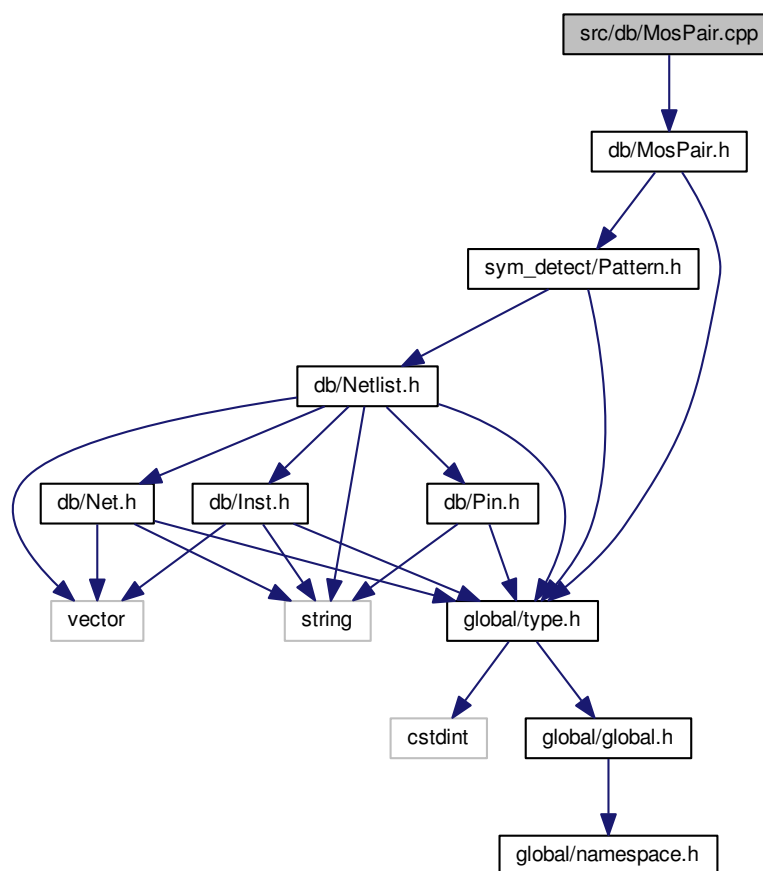 src/db/MosPair.cpp
db/MosPair.h
sym_detect/Pattern.h
db/Netlist.h
db/Net.h
db/Inst.h
db/Pin.h
vector
string
global/type.h
cstdint
global/global.h
global/namespace.h